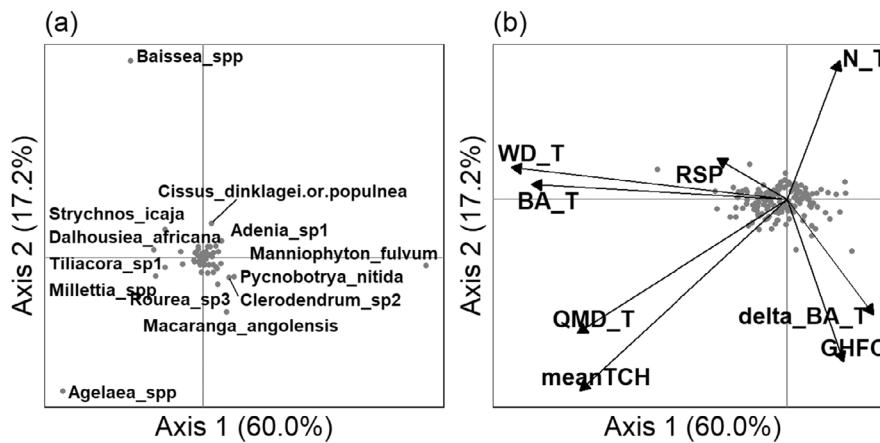 (a)
Baissea_spp
Cissus_dinklagei.or.populnea
Strychnos_icaja
Adenia_sp1
Dalhousiea_africana
Manniophyton_fulvum
Tiliacora_sp1
Pycnobotrya_nitida
Millettia_spp
Rourea_sp3
Clerodendrum_sp2
Macaranga_angolensis
Agelaea_spp
Axis 2 (17.2%)
Axis 1 (60.0%)
(b)
N_T
WD_T
RSP
BA_T
QMD_T
delta_BA_T
GHFC
meanTCH
Axis 2 (17.2%)
Axis 1 (60.0%)